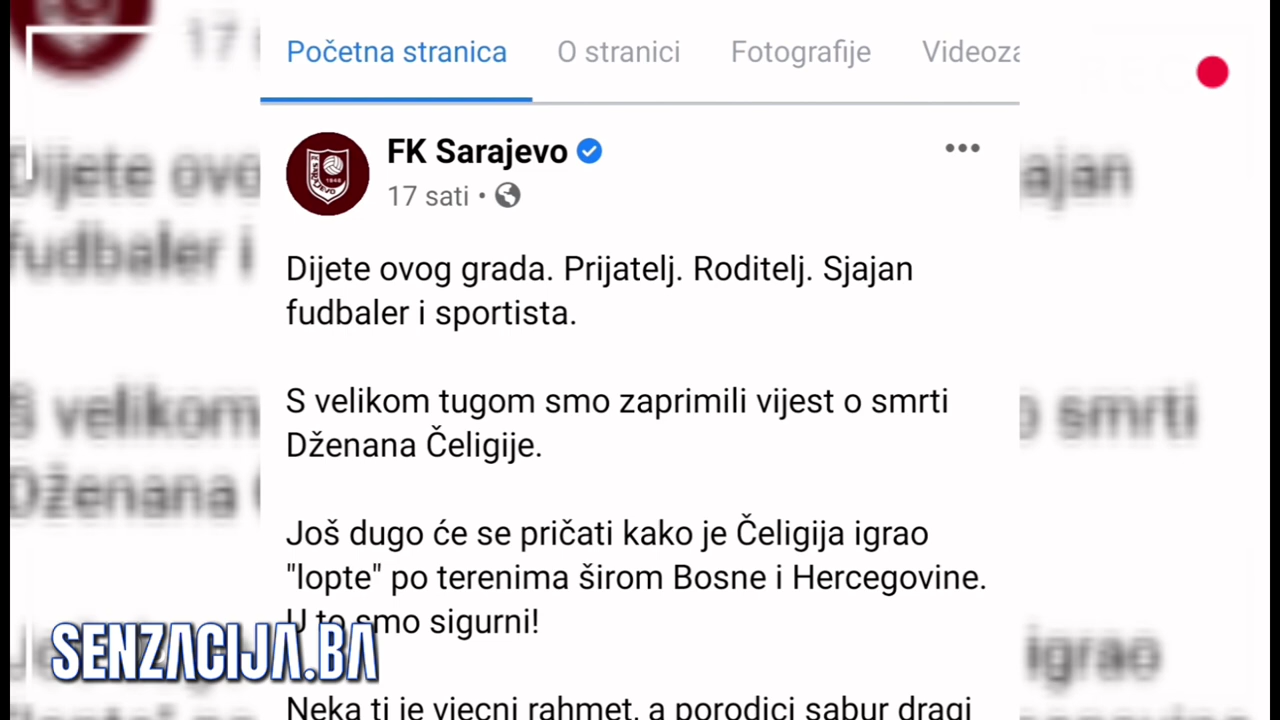 Početna stranica O stranici Fotografije Videoza
FK Sarajevo
17 sati •
Dijete ovog grada. Prijatelj. Roditelj. Sjajan
fudbaler i sportista.
S velikom tugom smo zaprimili vijest o smrti
Dženana Čeligije.
Još dugo će se pričati kako je Čeligija igrao
"lopte" po terenima širom Bosne i Hercegovine.
U to smo sigurni!
SENZACIJA.BA
Neka ti je vjecni rahmet, a porodici sabur dragi